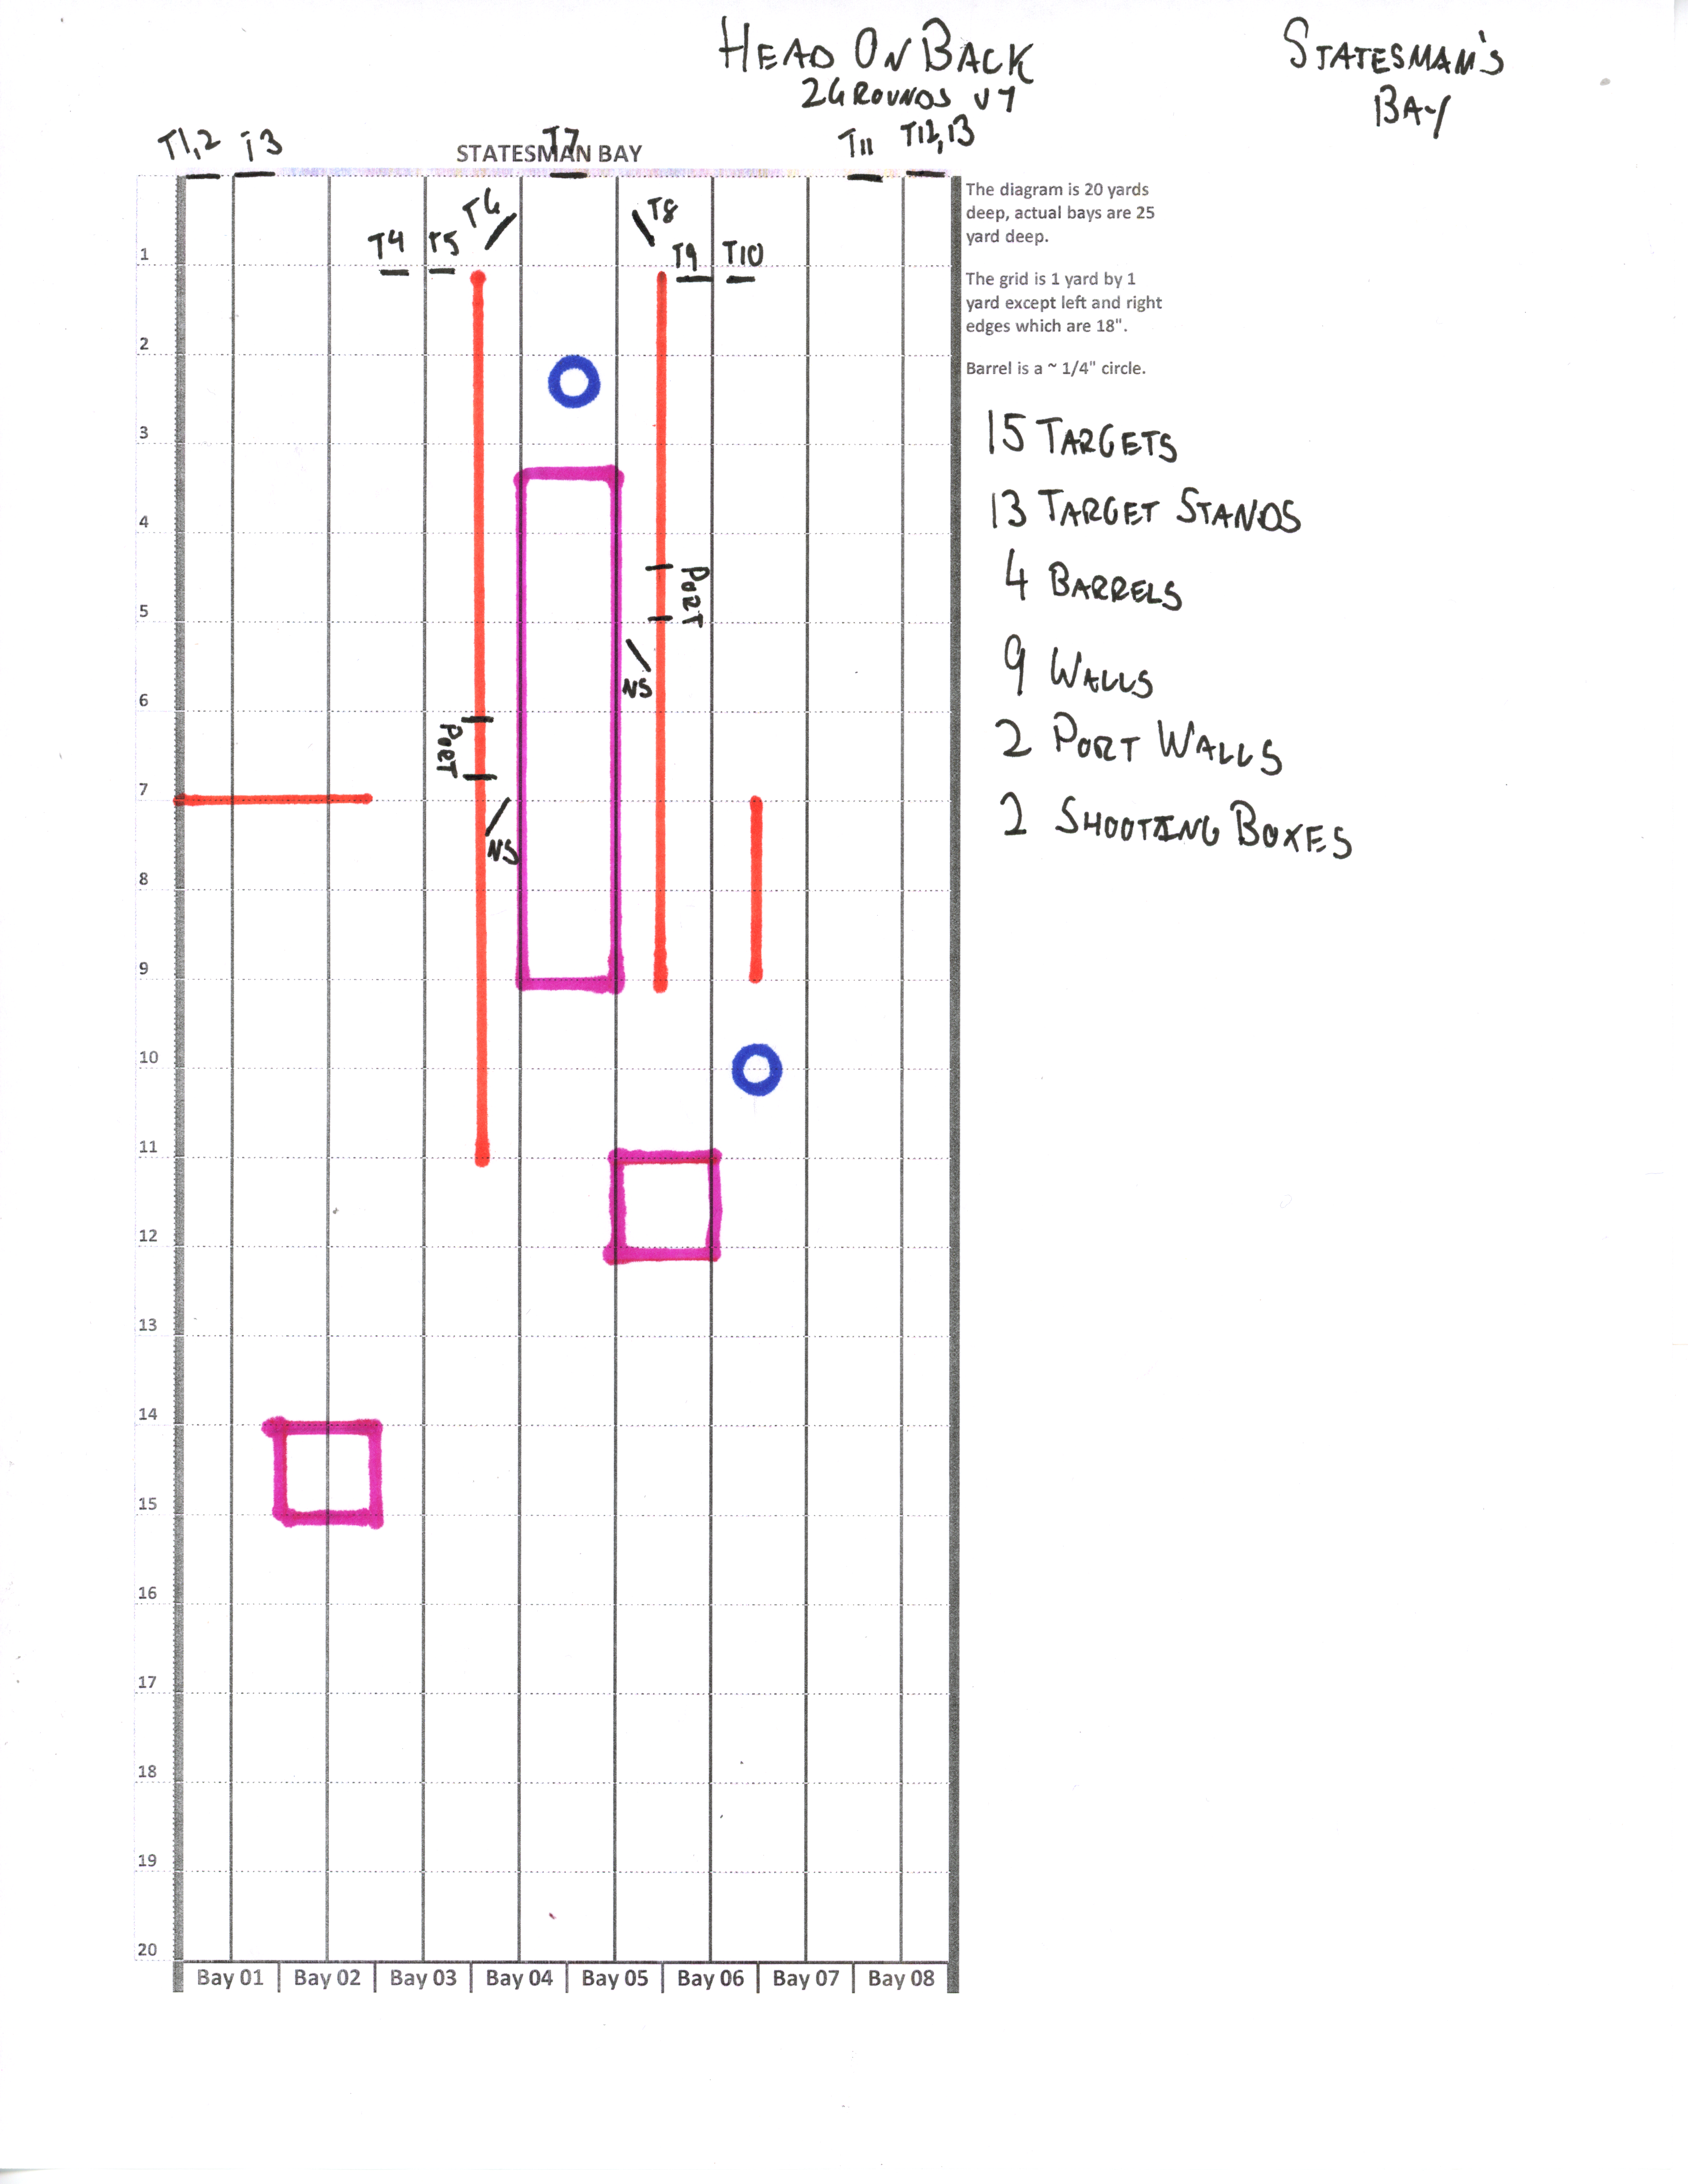 HEAD ON BACK
26 ROUNDS V7
STATESMAN'S
BAY
T1,2 T3 T7 T11 T12,13
STATESMAN BAY
T4 T5 T6 T8 T9 T10
The diagram is 20 yards
deep, actual bays are 25
yard deep.
The grid is 1 yard by 1
yard except left and right
edges which are 18".
Barrel is a ~ 1/4" circle.
15 TARGETS
13 TARGET STANDS
4 BARRELS
9 WALLS
2 PORT WALLS
2 SHOOTING BOXES
1
2
3
4
PORT
5
NS
6
PORT
7
NS
8
9
10
11
12
13
14
15
16
17
18
19
20
Bay 01 Bay 02 Bay 03 Bay 04 Bay 05 Bay 06 Bay 07 Bay 08